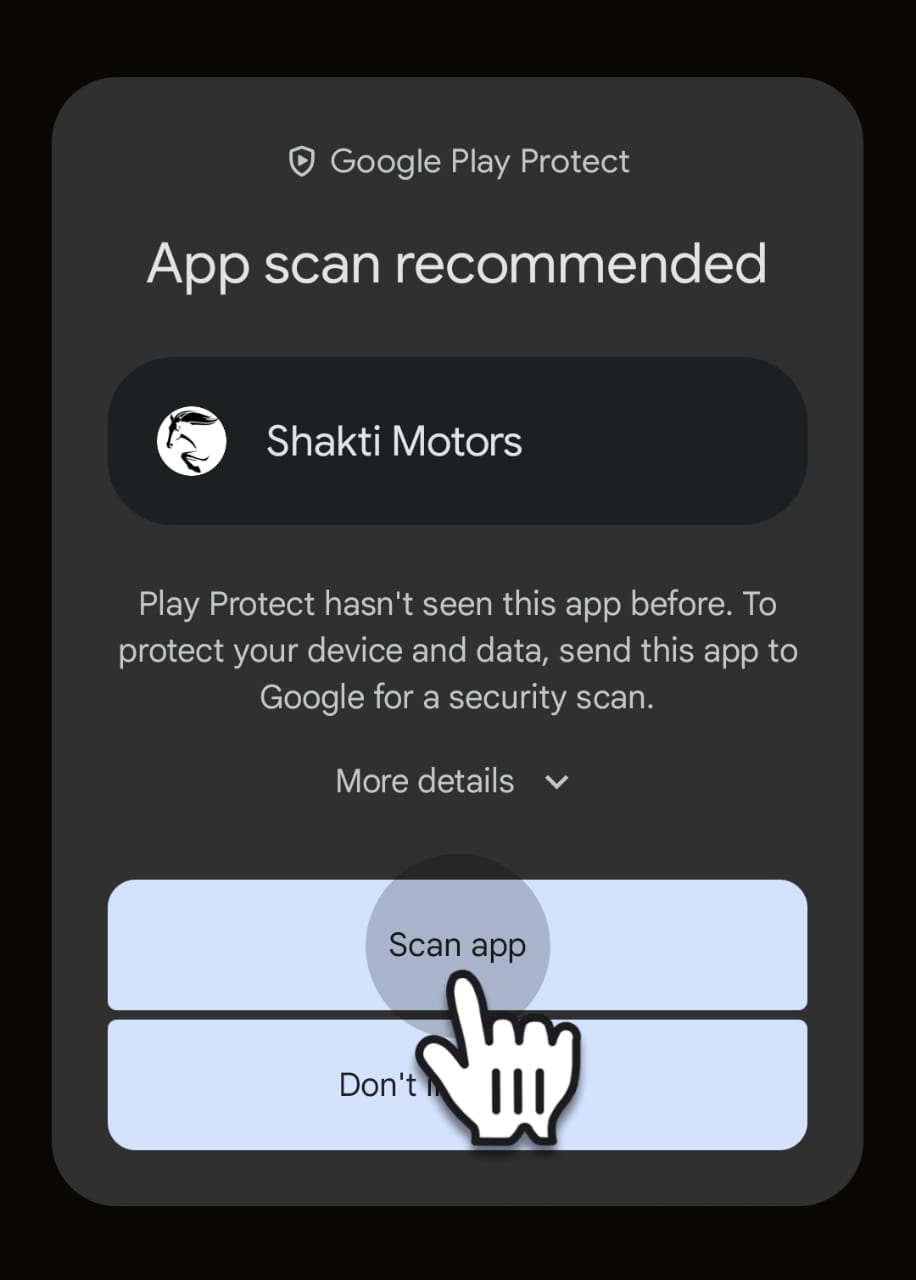 Google Play Protect
App scan recommended
Shakti Motors
Play Protect hasn't seen this app before. To
protect your device and data, send this app to
Google for a security scan.
More details
Scan app
Don't